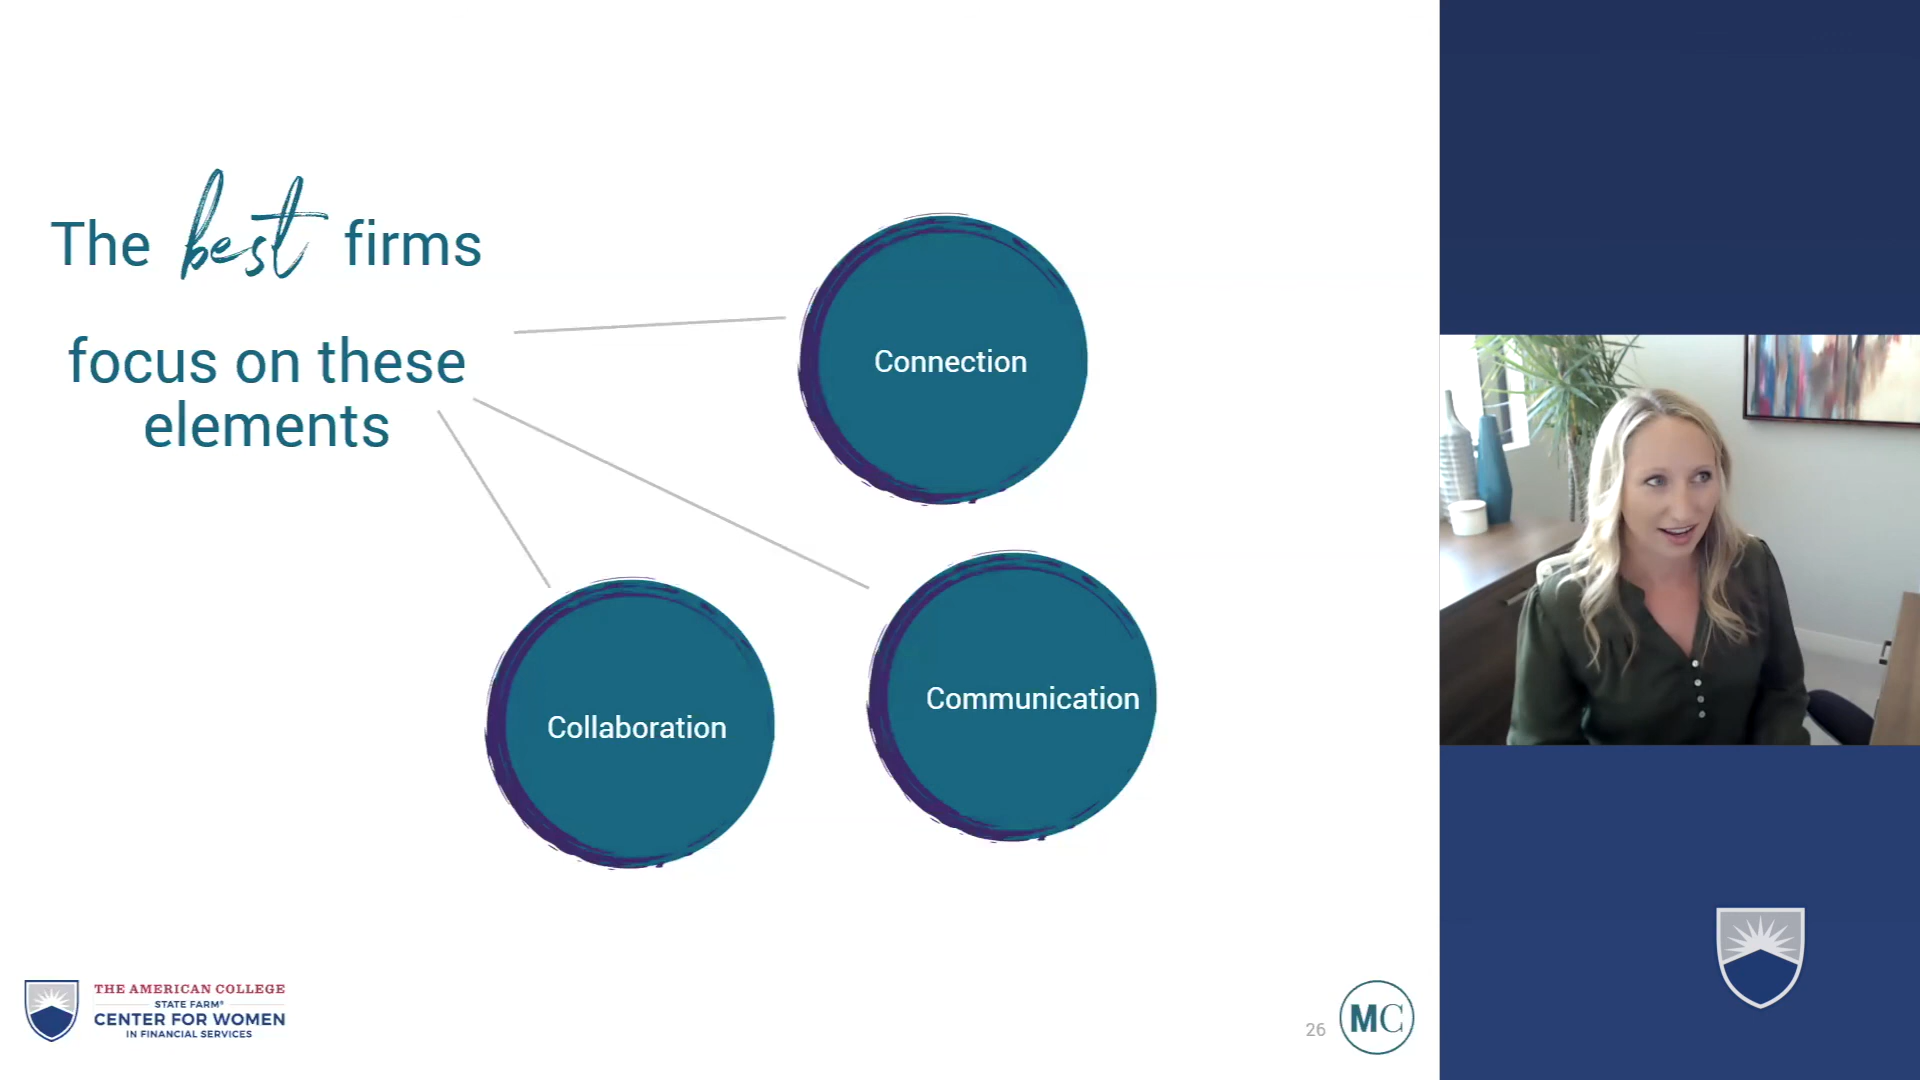 The best firms
focus on these
elements
Connection
Collaboration
Communication
THE AMERICAN COLLEGE
STATE FARM®
CENTER FOR WOMEN
IN FINANCIAL SERVICES
26
MC